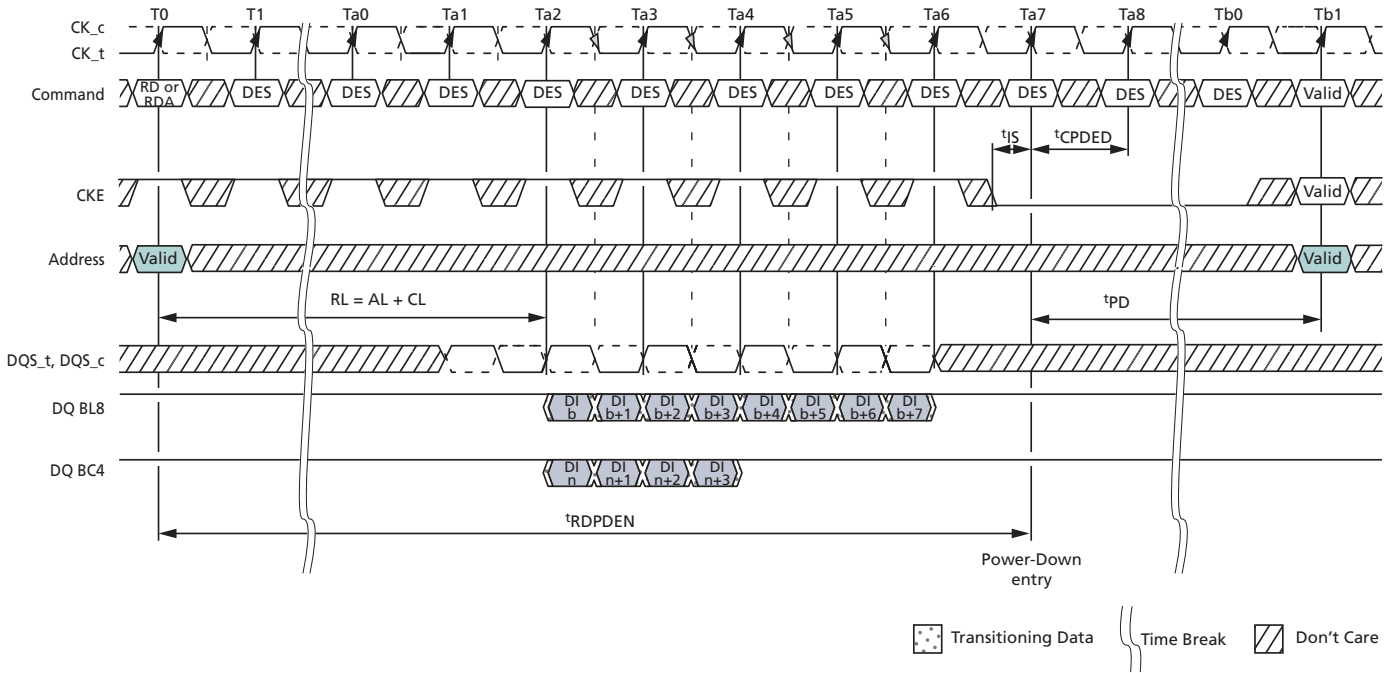 T0 T1 Ta0 Ta1 Ta2 Ta3 Ta4 Ta5 Ta6 Ta7 Ta8 Tb0 Tb1
CK_c
CK_t
Command RD or RDA DES DES DES DES DES DES DES DES DES DES DES Valid
tIS tCPDED
CKE Valid
Address Valid Valid
RL = AL + CL tPD
DQS_t, DQS_c
DQ BL8 DI b DI b+1 DI b+2 DI b+3 DI b+4 DI b+5 DI b+6 DI b+7
DQ BC4 DI n DI n+1 DI n+2 DI n+3
tRDPDEN
Power-Down
entry
Transitioning Data Time Break Don't Care